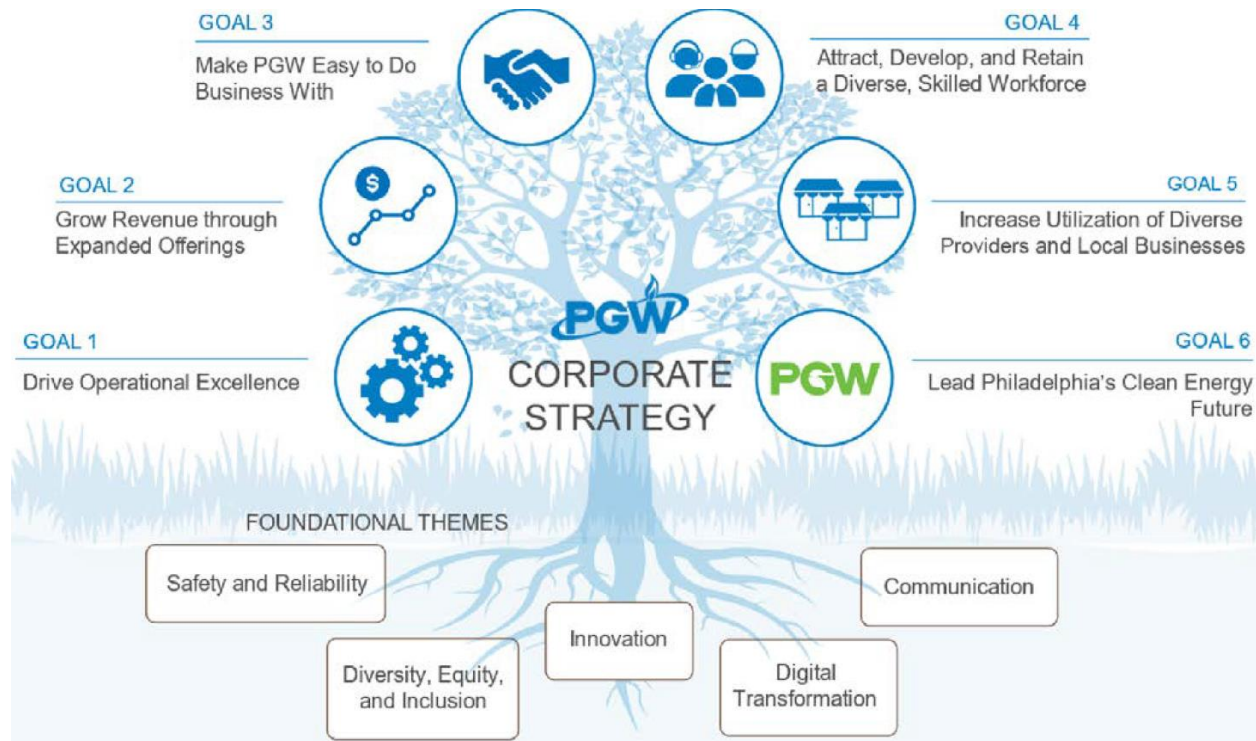 GOAL 3
Make PGW Easy to Do
Business With
GOAL 4
Attract, Develop, and Retain
a Diverse, Skilled Workforce
GOAL 2
Grow Revenue through
Expanded Offerings
$
GOAL 5
Increase Utilization of Diverse
Providers and Local Businesses
GOAL 1
Drive Operational Excellence
PGW
CORPORATE
STRATEGY
PGW
GOAL 6
Lead Philadelphia's Clean Energy
Future
FOUNDATIONAL THEMES
Safety and Reliability
Diversity, Equity,
and Inclusion
Innovation
Digital
Transformation
Communication